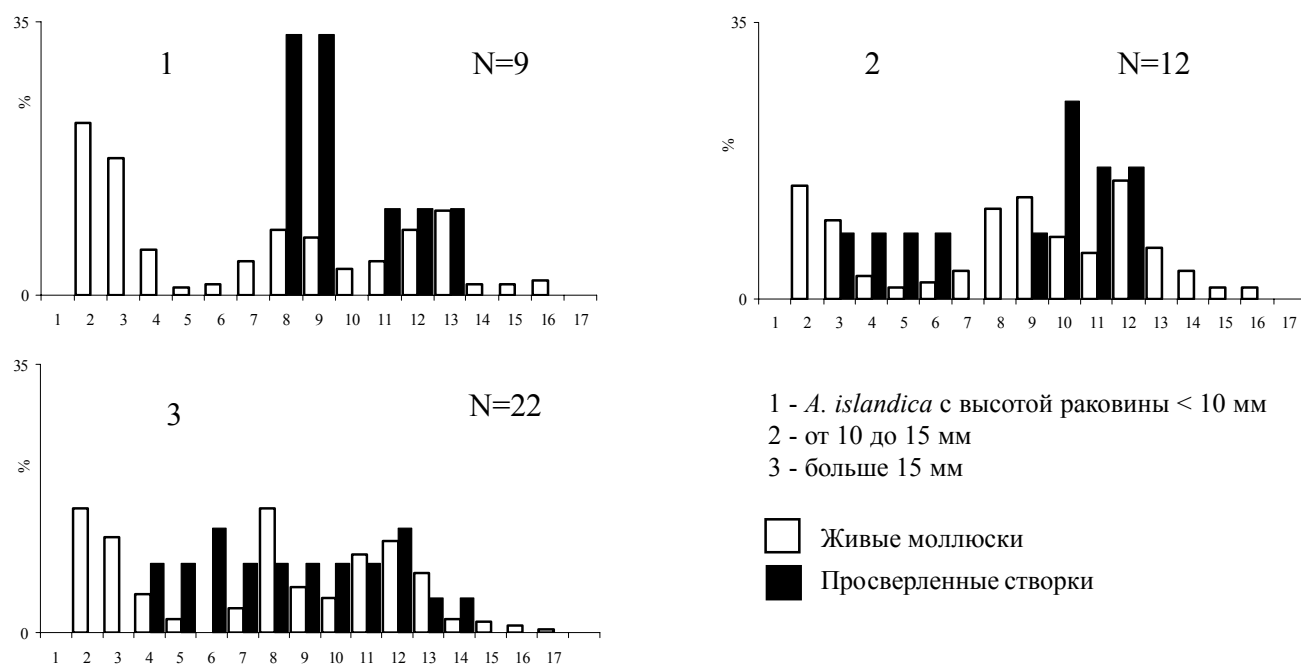 35
1
N=9
%
0
1 2 3 4 5 6 7 8 9 10 11 12 13 14 15 16 17
35
2
N=12
%
0
1 2 3 4 5 6 7 8 9 10 11 12 13 14 15 16 17
35
3
N=22
%
0
1 2 3 4 5 6 7 8 9 10 11 12 13 14 15 16 17
1 - A. islandica с высотой раковины < 10 мм
2 - от 10 до 15 мм
3 - больше 15 мм
Живые моллюски
Просверленные створки